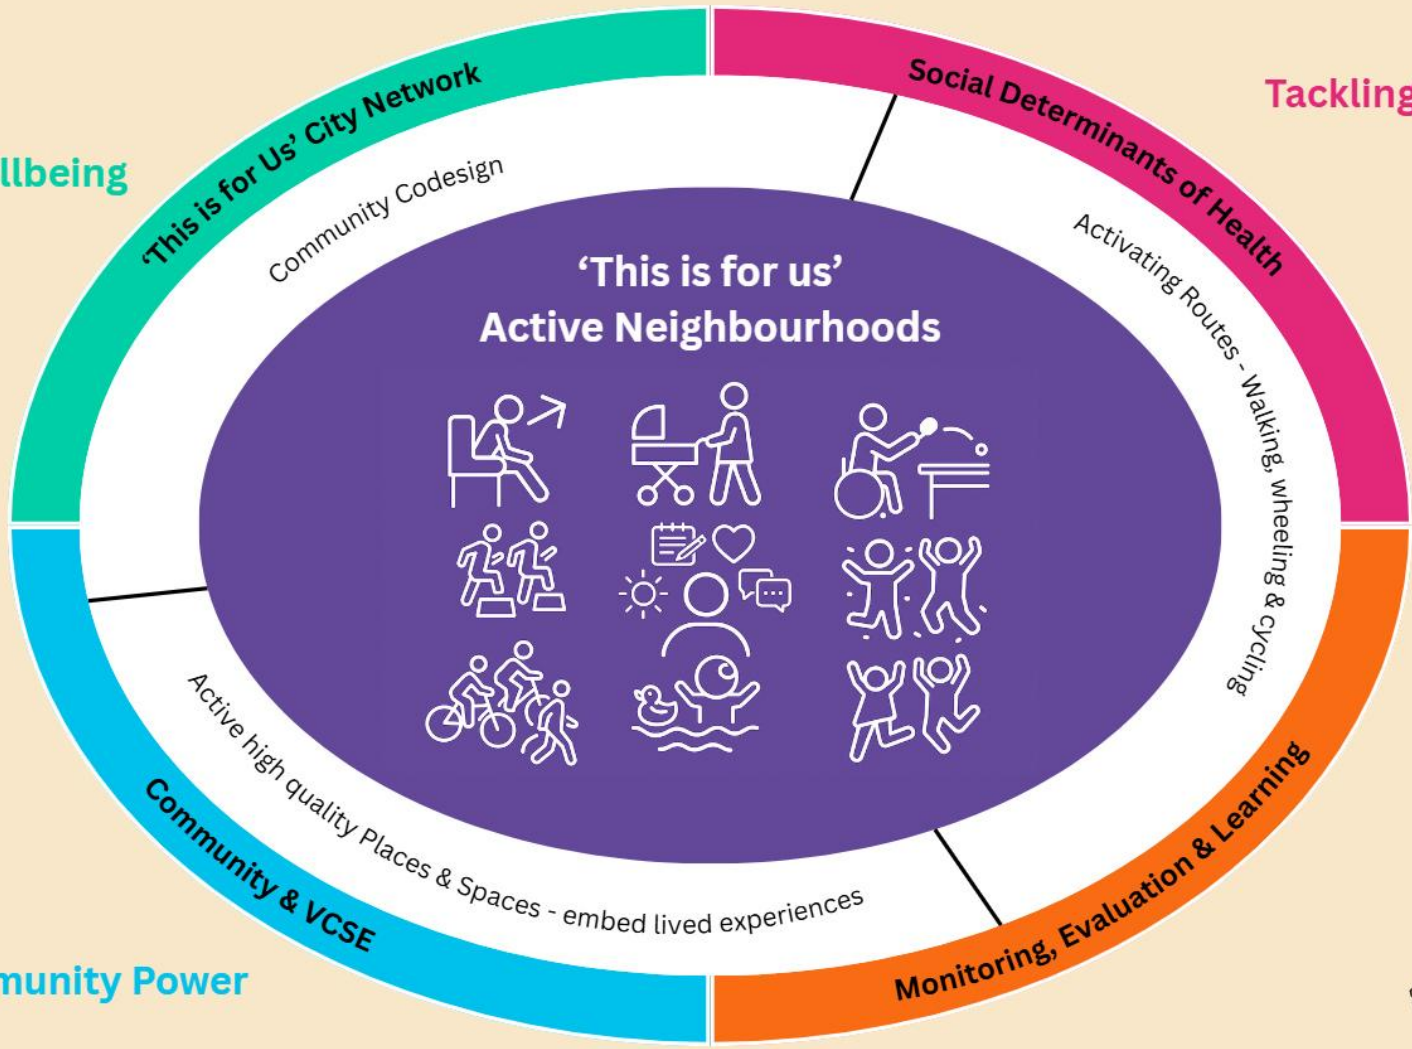 ‘This is for Us’ City Network
Social Determinants of Health
Tackling
llbeing
Community Codesign
Activating Routes - Walking, wheeling & cycling
‘This is for us’
Active Neighbourhoods
Active high quality Places & Spaces - embed lived experiences
Community & VCSE
Monitoring, Evaluation & Learning
munity Power